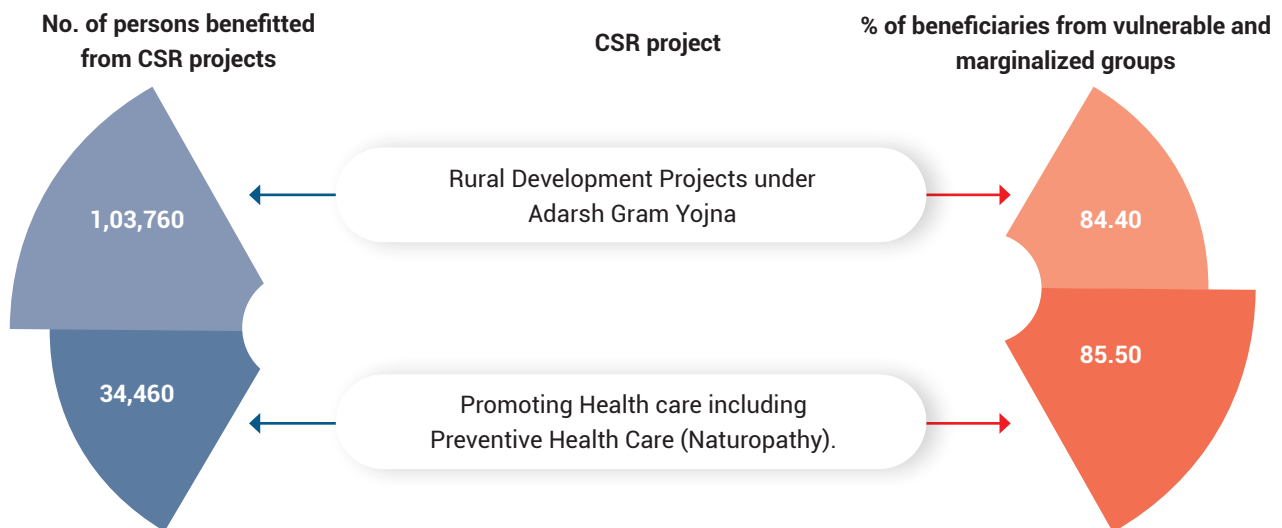 No. of persons benefitted
from CSR projects
CSR project
% of beneficiaries from vulnerable and
marginalized groups
1,03,760
Rural Development Projects under
Adarsh Gram Yojna
84.40
34,460
Promoting Health care including
Preventive Health Care (Naturopathy).
85.50